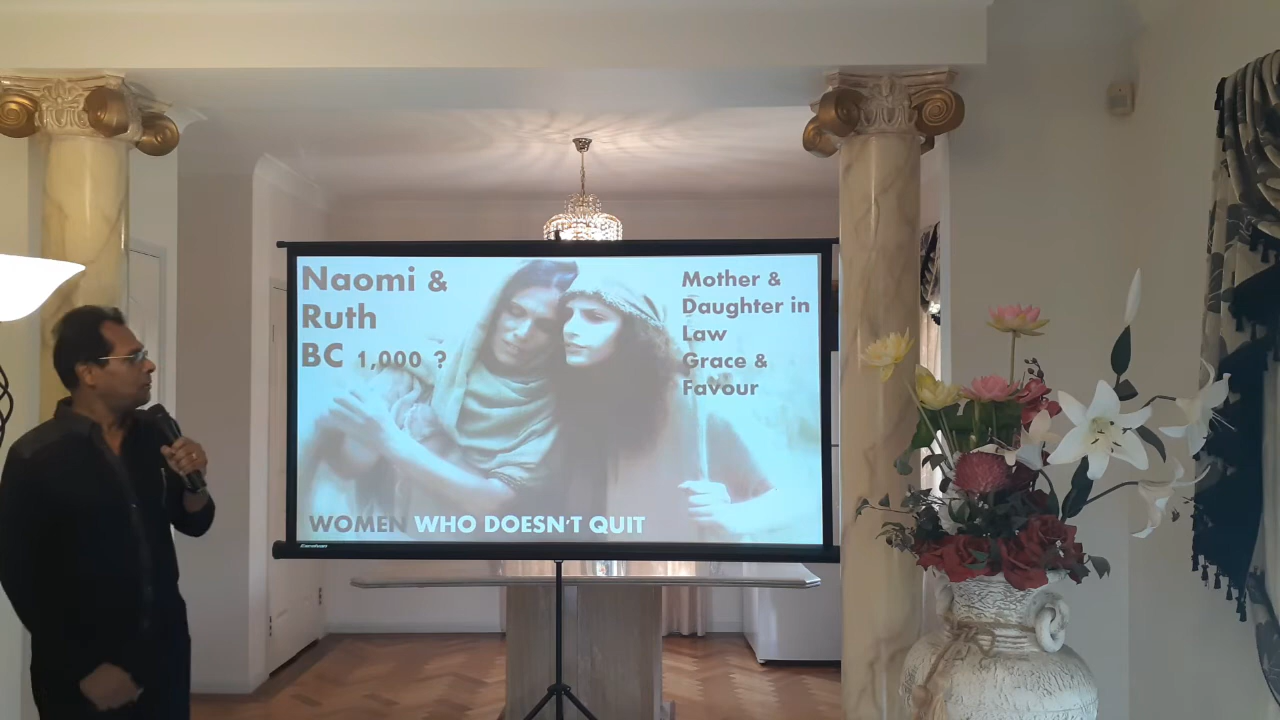 Naomi &
Ruth
BC 1,000 ?
Mother &
Daughter in
Law
Grace &
Favour
WOMEN WHO DOESN'T QUIT